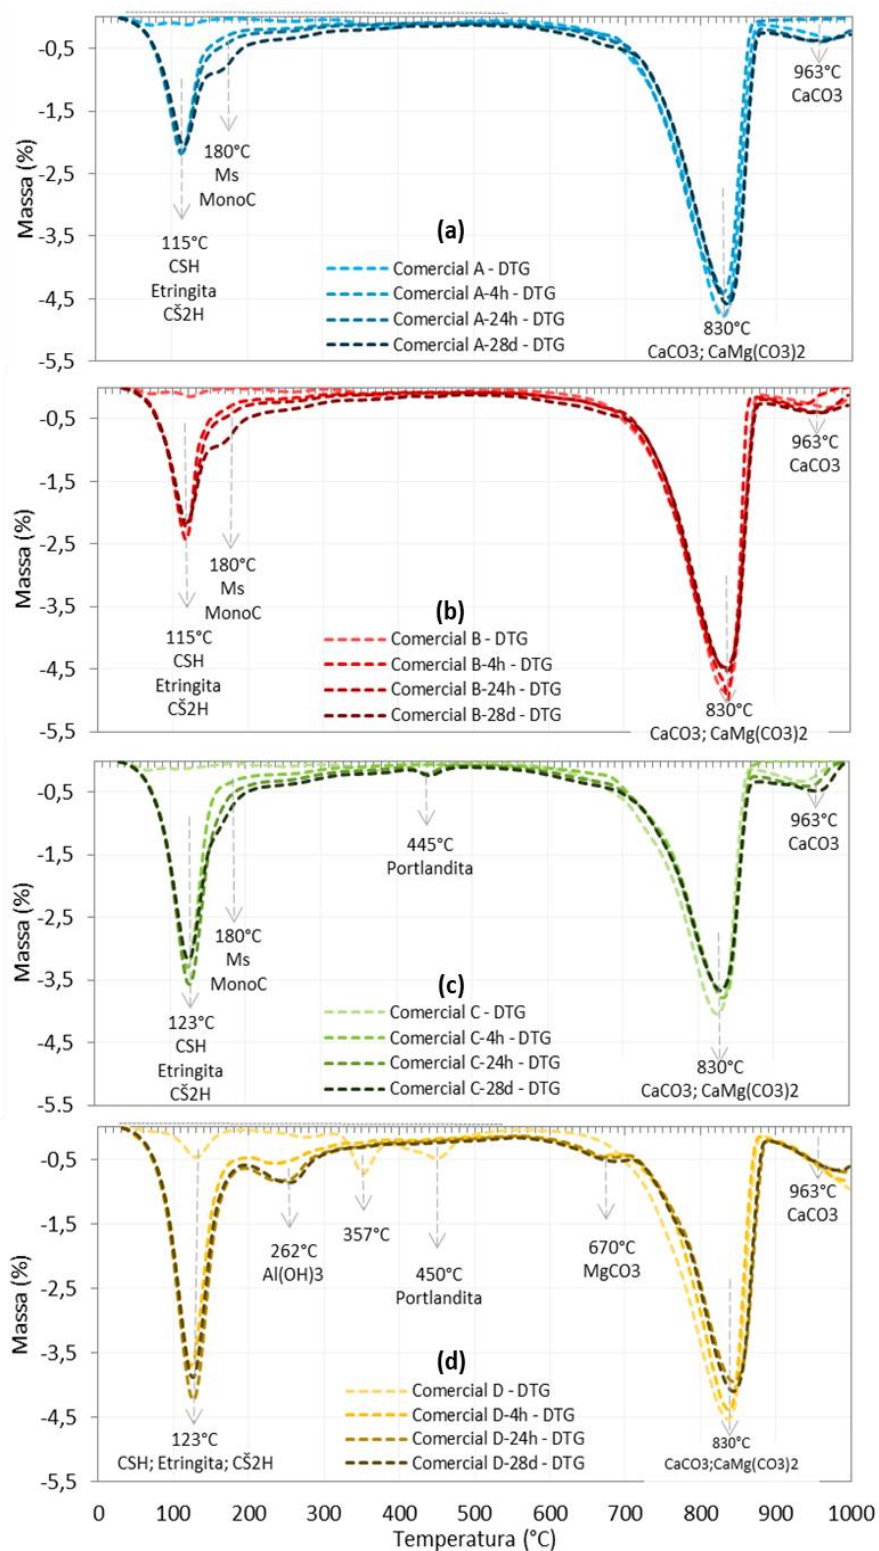 -0,5
963°C
CaCO3
-1,5
180°C
Ms
MonoC
Massa (%)
-2,5
-3,5
(a)
115°C
CSH
Etringita
CŠ2H
Comercial A - DTG
Comercial A-4h - DTG
Comercial A-24h - DTG
Comercial A-28d - DTG
-4,5
830°C
CaCO3; CaMg(CO3)2
-5,5
-0,5
963°C
CaCO3
-1,5
180°C
Ms
MonoC
Massa (%)
-2,5
-3,5
(b)
115°C
CSH
Etringita
CŠ2H
Comercial B - DTG
Comercial B-4h - DTG
Comercial B-24h - DTG
Comercial B-28d - DTG
-4,5
830°C
CaCO3; CaMg(CO3)2
-5,5
-0,5
963°C
CaCO3
445°C
Portlandita
-1,5
180°C
Ms
MonoC
Massa (%)
-2,5
-3,5
(c)
123°C
CSH
Etringita
CŠ2H
Comercial C - DTG
Comercial C-4h - DTG
Comercial C-24h - DTG
Comercial C-28d - DTG
-4,5
830°C
CaCO3; CaMg(CO3)2
-5,5
-0,5
963°C
CaCO3
262°C
Al(OH)3
357°C
450°C
Portlandita
670°C
MgCO3
-1,5
Massa (%)
-2,5
-3,5
(d)
Comercial D - DTG
Comercial D-4h - DTG
Comercial D-24h - DTG
Comercial D-28d - DTG
-4,5
123°C
CSH; Etringita; CŠ2H
830°C
CaCO3;CaMg(CO3)2
-5,5
0 100 200 300 400 500 600 700 800 900 1000
Temperatura (°C)